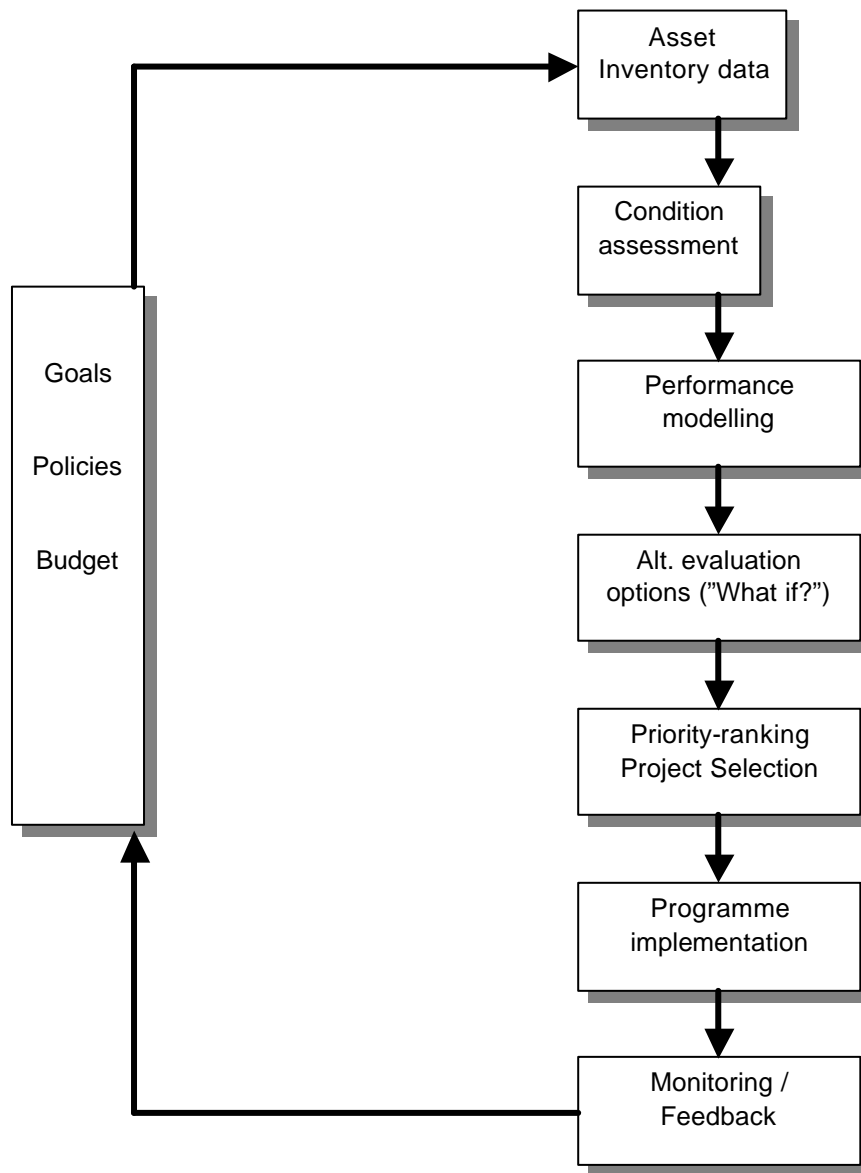 Asset
Inventory data
Condition
assessment
Goals
Policies
Budget
Performance
modelling
Alt. evaluation
options (”What if?”)
Priority-ranking
Project Selection
Programme
implementation
Monitoring /
Feedback